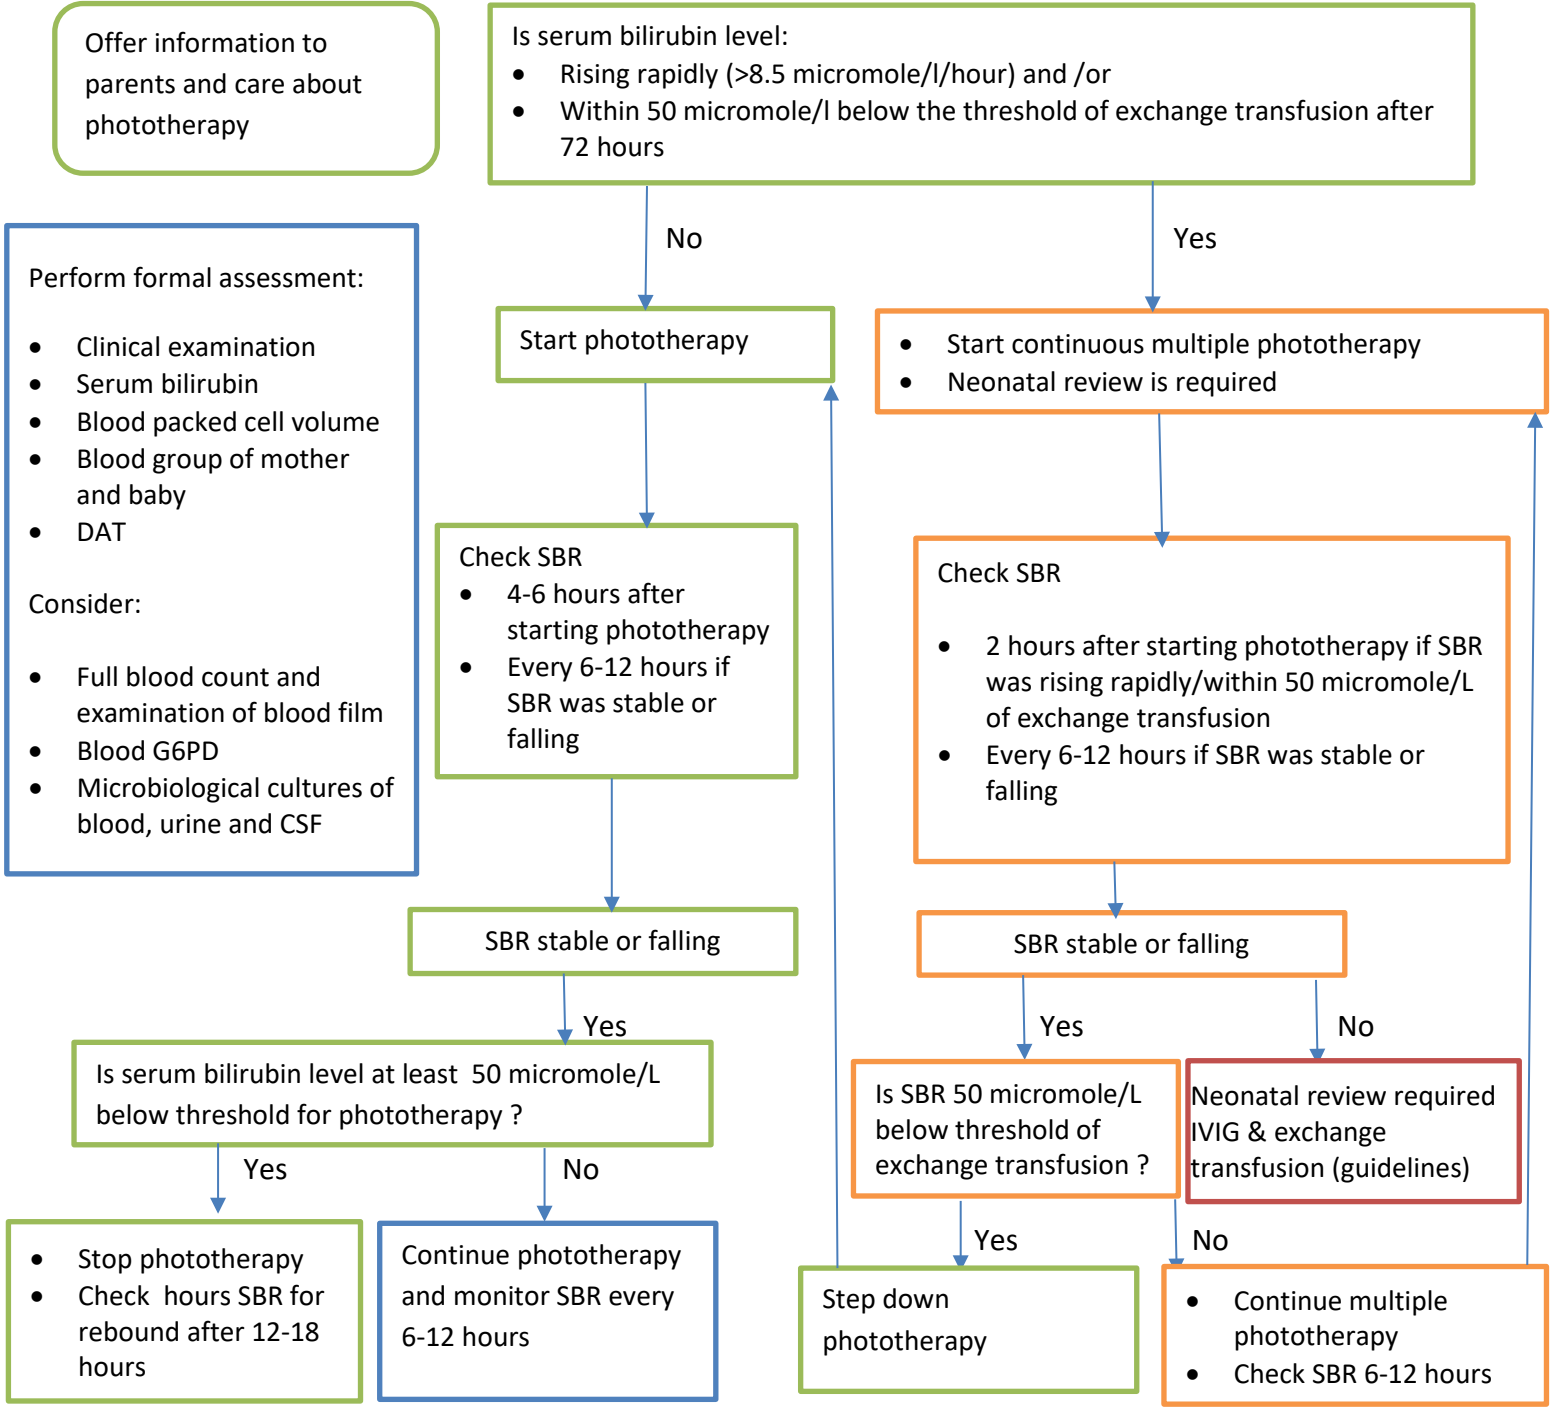 Offer information to
parents and care about
phototherapy
Is serum bilirubin level:
• Rising rapidly (>8.5 micromole/l/hour) and /or
• Within 50 micromole/l below the threshold of exchange transfusion after
72 hours
No
Yes
Perform formal assessment:
• Clinical examination
• Serum bilirubin
• Blood packed cell volume
• Blood group of mother
and baby
• DAT
Consider:
• Full blood count and
examination of blood film
• Blood G6PD
• Microbiological cultures of
blood, urine and CSF
Start phototherapy
• Start continuous multiple phototherapy
• Neonatal review is required
Check SBR
• 4-6 hours after
starting phototherapy
• Every 6-12 hours if
SBR was stable or
falling
Check SBR
• 2 hours after starting phototherapy if SBR
was rising rapidly/within 50 micromole/L
of exchange transfusion
• Every 6-12 hours if SBR was stable or
falling
SBR stable or falling
SBR stable or falling
Yes
Yes
No
Is serum bilirubin level at least 50 micromole/L
below threshold for phototherapy ?
Is SBR 50 micromole/L
below threshold of
exchange transfusion ?
Neonatal review required
IVIG & exchange
transfusion (guidelines)
Yes
No
Yes
No
• Stop phototherapy
• Check hours SBR for
rebound after 12-18
hours
Continue phototherapy
and monitor SBR every
6-12 hours
Step down
phototherapy
• Continue multiple
phototherapy
• Check SBR 6-12 hours